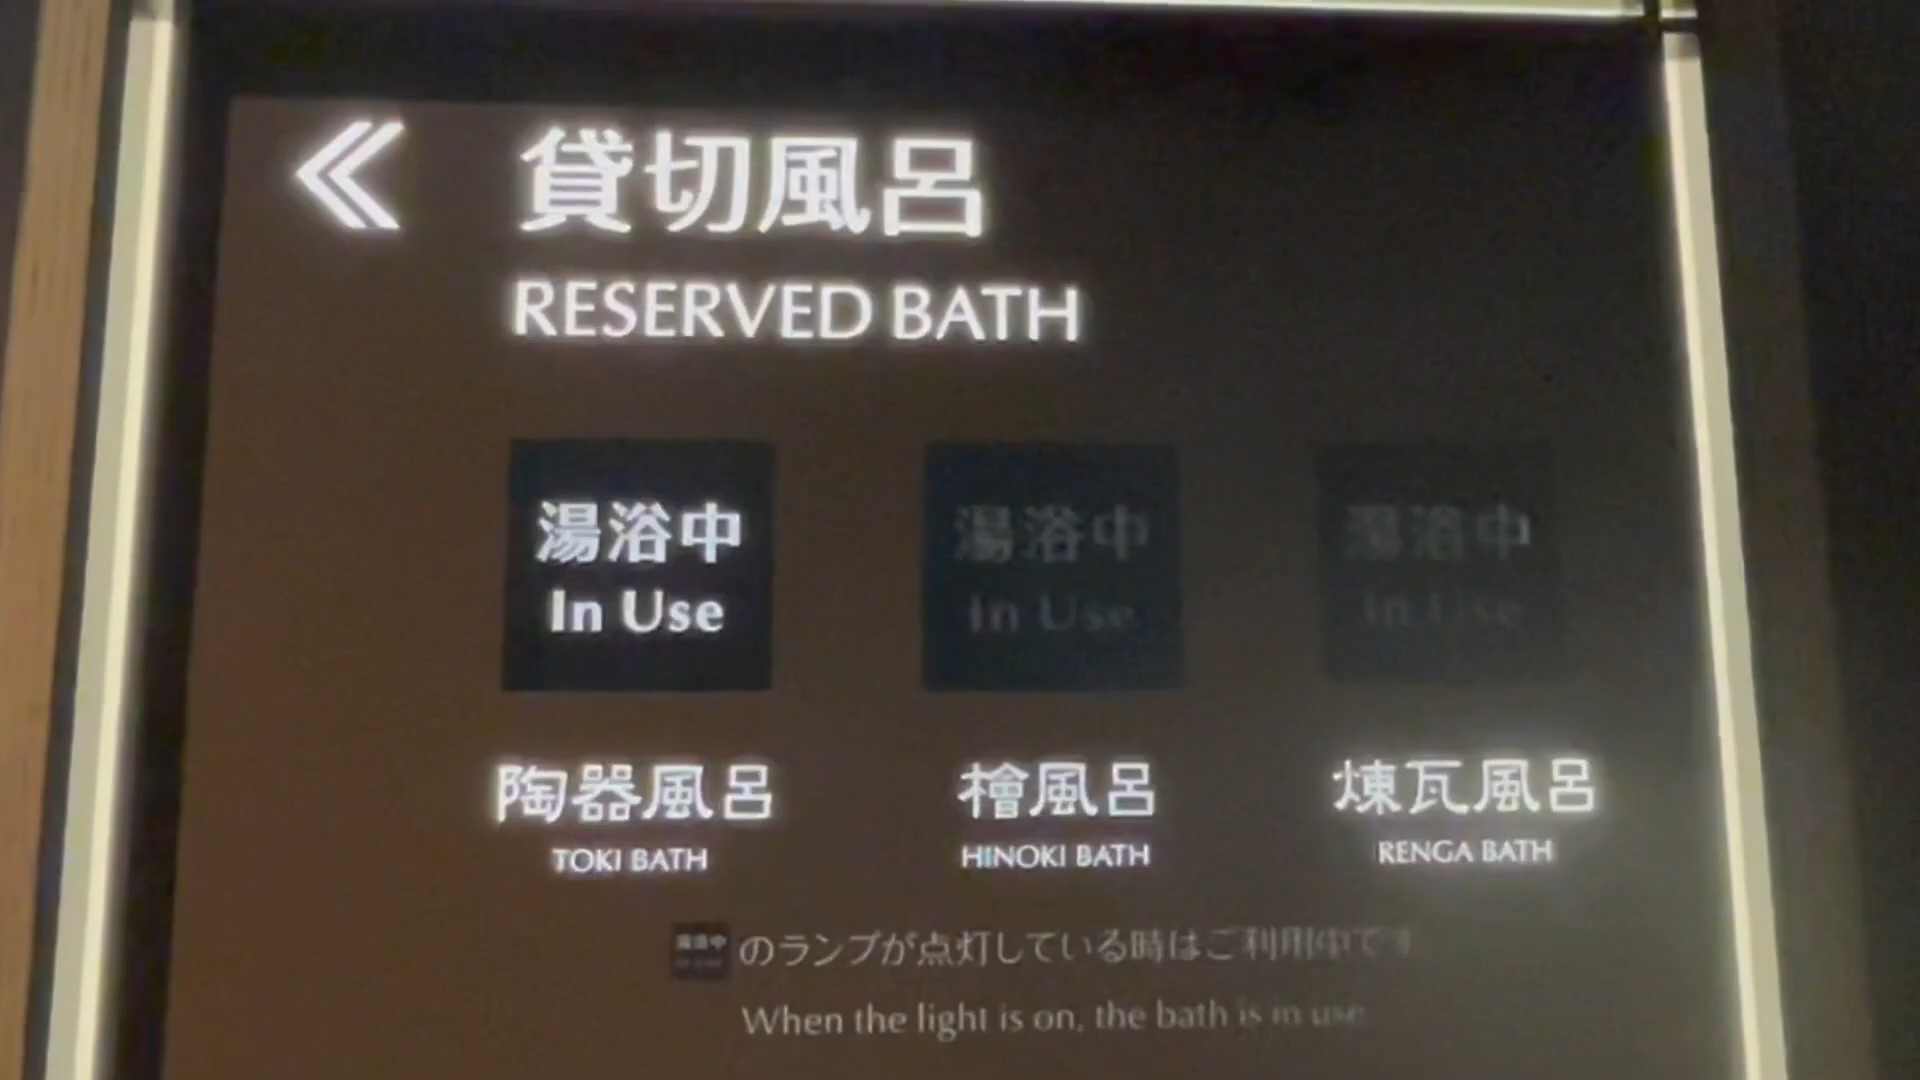 貸切風呂
RESERVED BATH
湯浴中 湯浴中 湯浴中
In Use In Use In Use
陶器風呂 檜風呂 煉瓦風呂
TOKI BATH HINOKI BATH RENGA BATH
湯浴中 のランプが点灯している時はご利用中です
When the light is on, the bath is in use